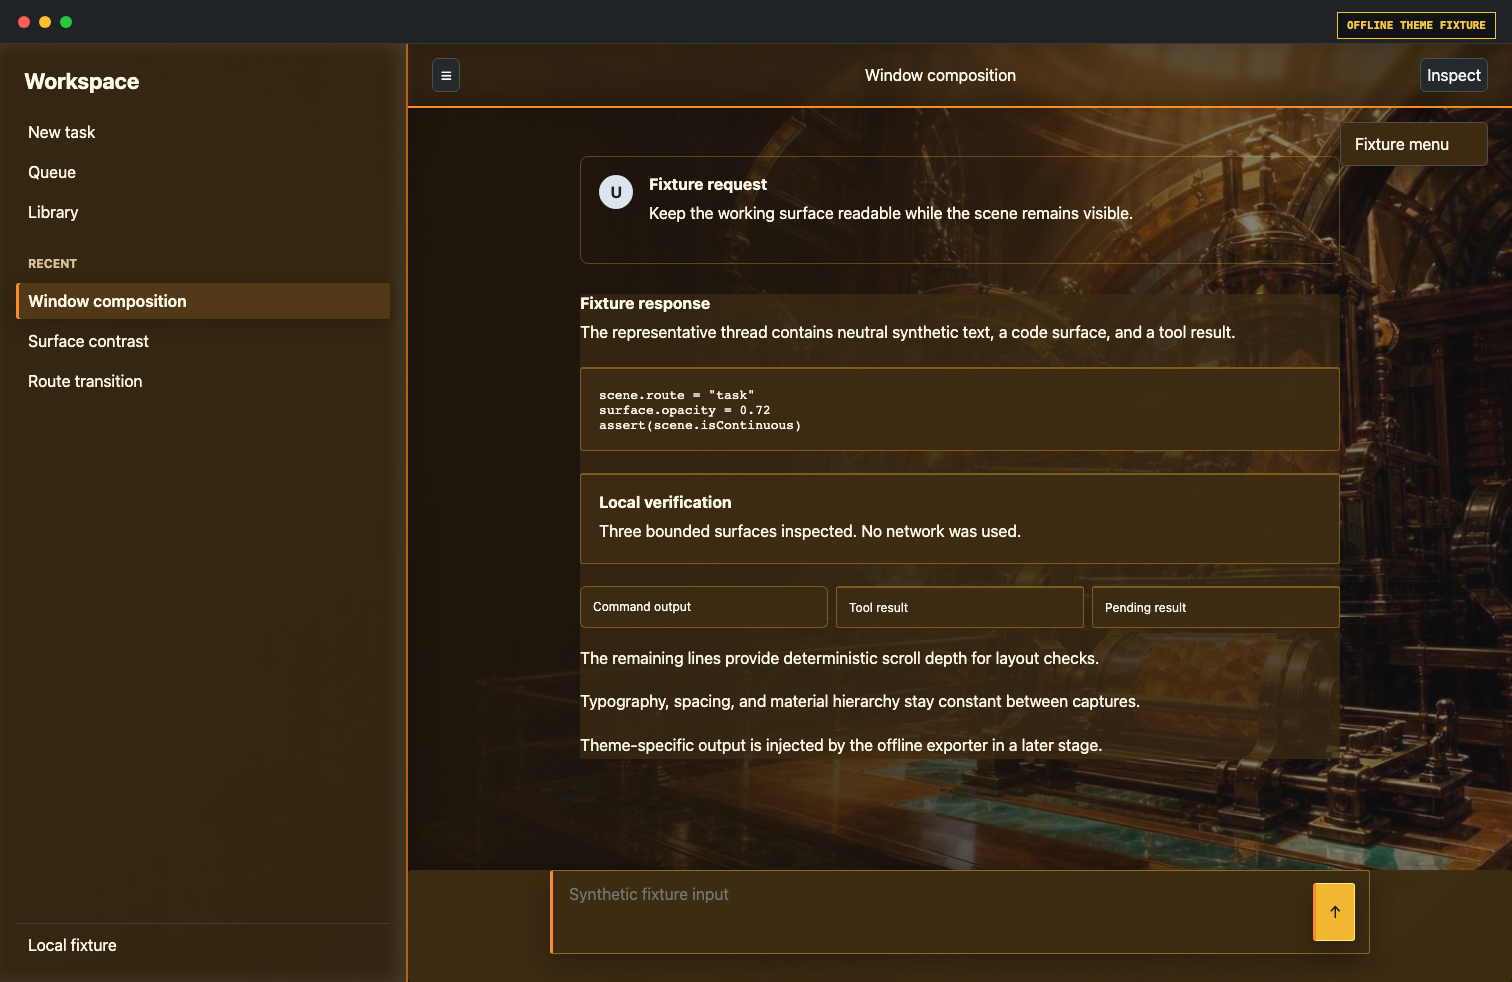 OFFLINE THEME FIXTURE
Workspace
New task
Queue
Library
RECENT
Window composition
Surface contrast
Route transition
Local fixture
Window composition
Inspect
Fixture menu
U
Fixture request
Keep the working surface readable while the scene remains visible.
Fixture response
The representative thread contains neutral synthetic text, a code surface, and a tool result.
scene.route = "task"
surface.opacity = 0.72
assert(scene.isContinuous)
Local verification
Three bounded surfaces inspected. No network was used.
Command output
Tool result
Pending result
The remaining lines provide deterministic scroll depth for layout checks.
Typography, spacing, and material hierarchy stay constant between captures.
Theme-specific output is injected by the offline exporter in a later stage.
Synthetic fixture input